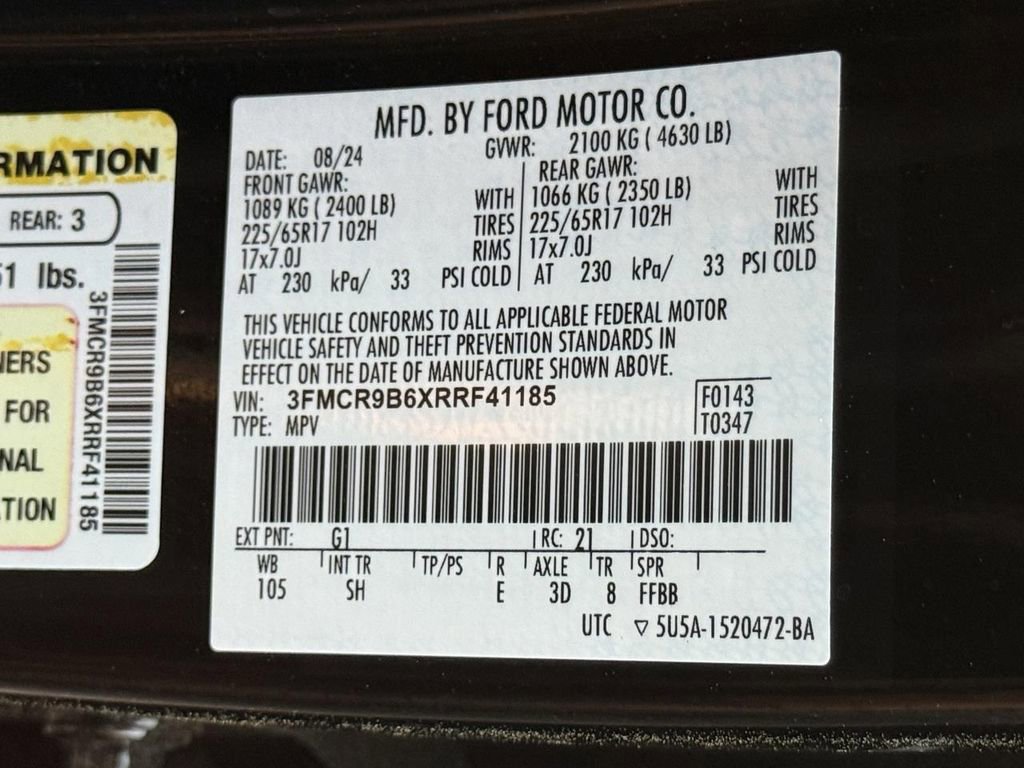 RMATION
REAR: 3
51 lbs.
NERS
FOR
NAL
TION
3FMCR9B6XRRF41185
MFD. BY FORD MOTOR CO.
DATE: 08/24 GVWR: 2100 KG ( 4630 LB)
FRONT GAWR: REAR GAWR:
1089 KG ( 2400 LB) WITH 1066 KG ( 2350 LB) WITH
225/65R17 102H TIRES 225/65R17 102H TIRES
17x7.0J RIMS 17x7.0J RIMS
AT 230 kPa/ 33 PSI COLD AT 230 kPa/ 33 PSI COLD
THIS VEHICLE CONFORMS TO ALL APPLICABLE FEDERAL MOTOR
VEHICLE SAFETY AND THEFT PREVENTION STANDARDS IN
EFFECT ON THE DATE OF MANUFACTURE SHOWN ABOVE.
VIN: 3FMCR9B6XRRF41185 F0143
TYPE: MPV T0347
EXT PNT: G1 RC: 21 DSO:
WB INT TR TP/PS R AXLE TR SPR
105 SH E 3D 8 FFBB
UTC ▽ 5U5A-1520472-BA